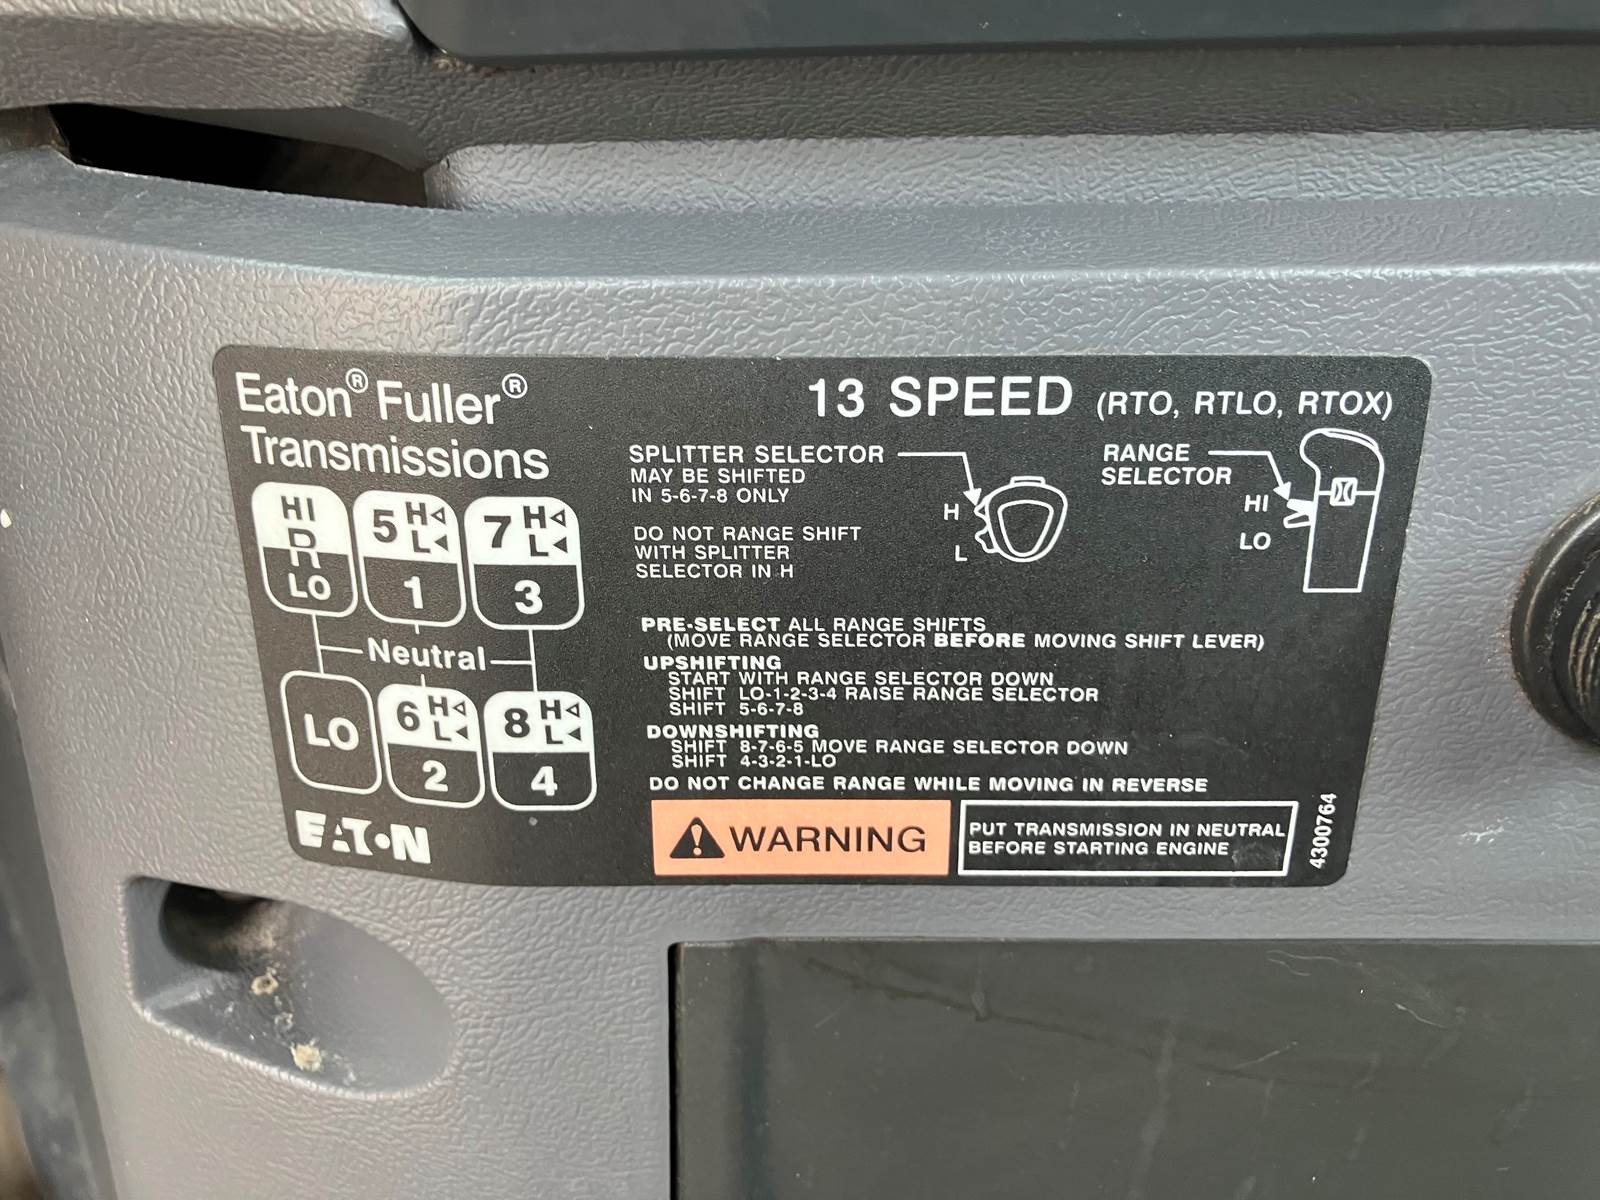 Eaton® Fuller®
Transmissions
13 SPEED (RTO, RTLO, RTOX)
HI
R
LO
5 H L
1
7 H L
3
Neutral
LO
6 H L
2
8 H L
4
EATON
SPLITTER SELECTOR
MAY BE SHIFTED
IN 5-6-7-8 ONLY
DO NOT RANGE SHIFT
WITH SPLITTER
SELECTOR IN H
H
L
RANGE
SELECTOR
HI
LO
PRE-SELECT ALL RANGE SHIFTS
(MOVE RANGE SELECTOR BEFORE MOVING SHIFT LEVER)
UPSHIFTING
START WITH RANGE SELECTOR DOWN
SHIFT LO-1-2-3-4 RAISE RANGE SELECTOR
SHIFT 5-6-7-8
DOWNSHIFTING
SHIFT 8-7-6-5 MOVE RANGE SELECTOR DOWN
SHIFT 4-3-2-1-LO
DO NOT CHANGE RANGE WHILE MOVING IN REVERSE
WARNING
PUT TRANSMISSION IN NEUTRAL
BEFORE STARTING ENGINE
4300764